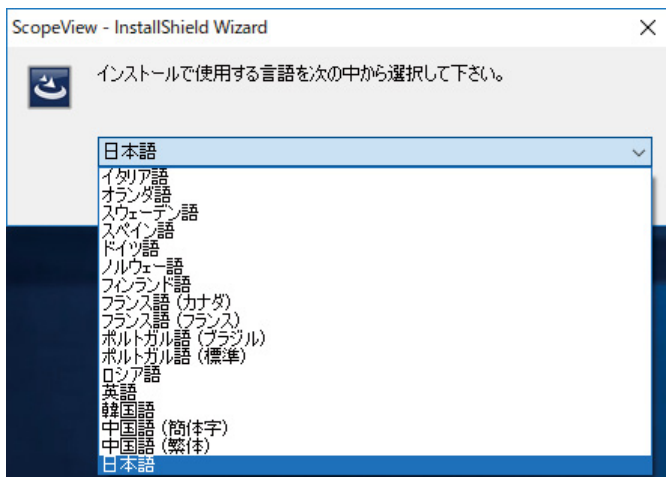 ScopeView - InstallShield Wizard
インストールで使用する言語を次の中から選択して下さい。
日本語
イタリア語
オランダ語
スウェーデン語
スペイン語
ドイツ語
ノルウェー語
フィンランド語
フランス語 (カナダ)
フランス語 (フランス)
ポルトガル語 (ブラジル)
ポルトガル語 (標準)
ロシア語
英語
韓国語
中国語 (簡体字)
中国語 (繁体)
日本語